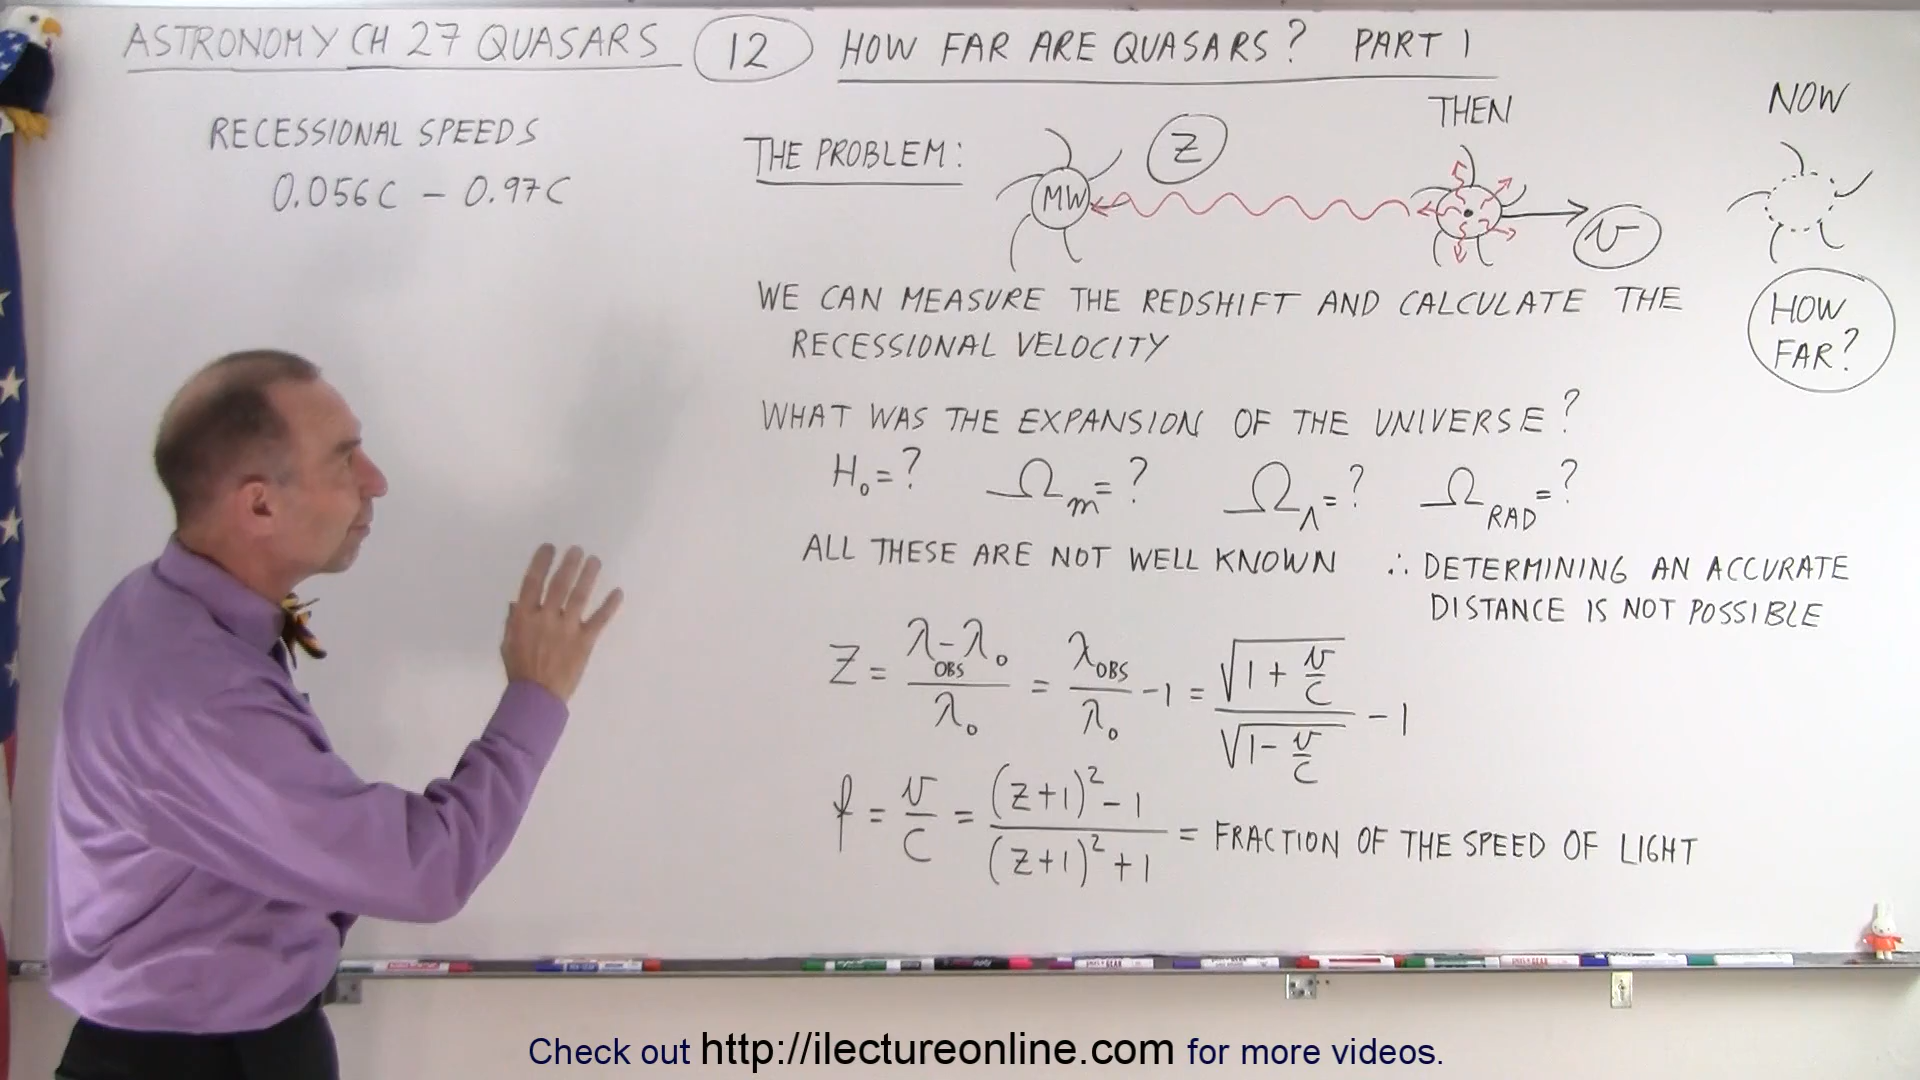 ASTRONOMY CH 27 QUASARS 12 HOW FAR ARE QUASARS? PART 1
RECESSIONAL SPEEDS
0.056C – 0.97C
THE PROBLEM:
Z
THEN
NOW
MW
v
HOW
FAR?
WE CAN MEASURE THE REDSHIFT AND CALCULATE THE
RECESSIONAL VELOCITY
WHAT WAS THE EXPANSION OF THE UNIVERSE?
H₀ = ? Ωm = ? Ω_Λ = ? Ω_RAD = ?
ALL THESE ARE NOT WELL KNOWN ∴ DETERMINING AN ACCURATE
DISTANCE IS NOT POSSIBLE
Z = (λ_OBS − λ₀)/λ₀ = λ_OBS/λ₀ − 1 = √(1 + v/c)/√(1 − v/c) − 1
f = v/c = ((z+1)² − 1)/((z+1)² + 1) = FRACTION OF THE SPEED OF LIGHT
Check out http://ilectureonline.com for more videos.